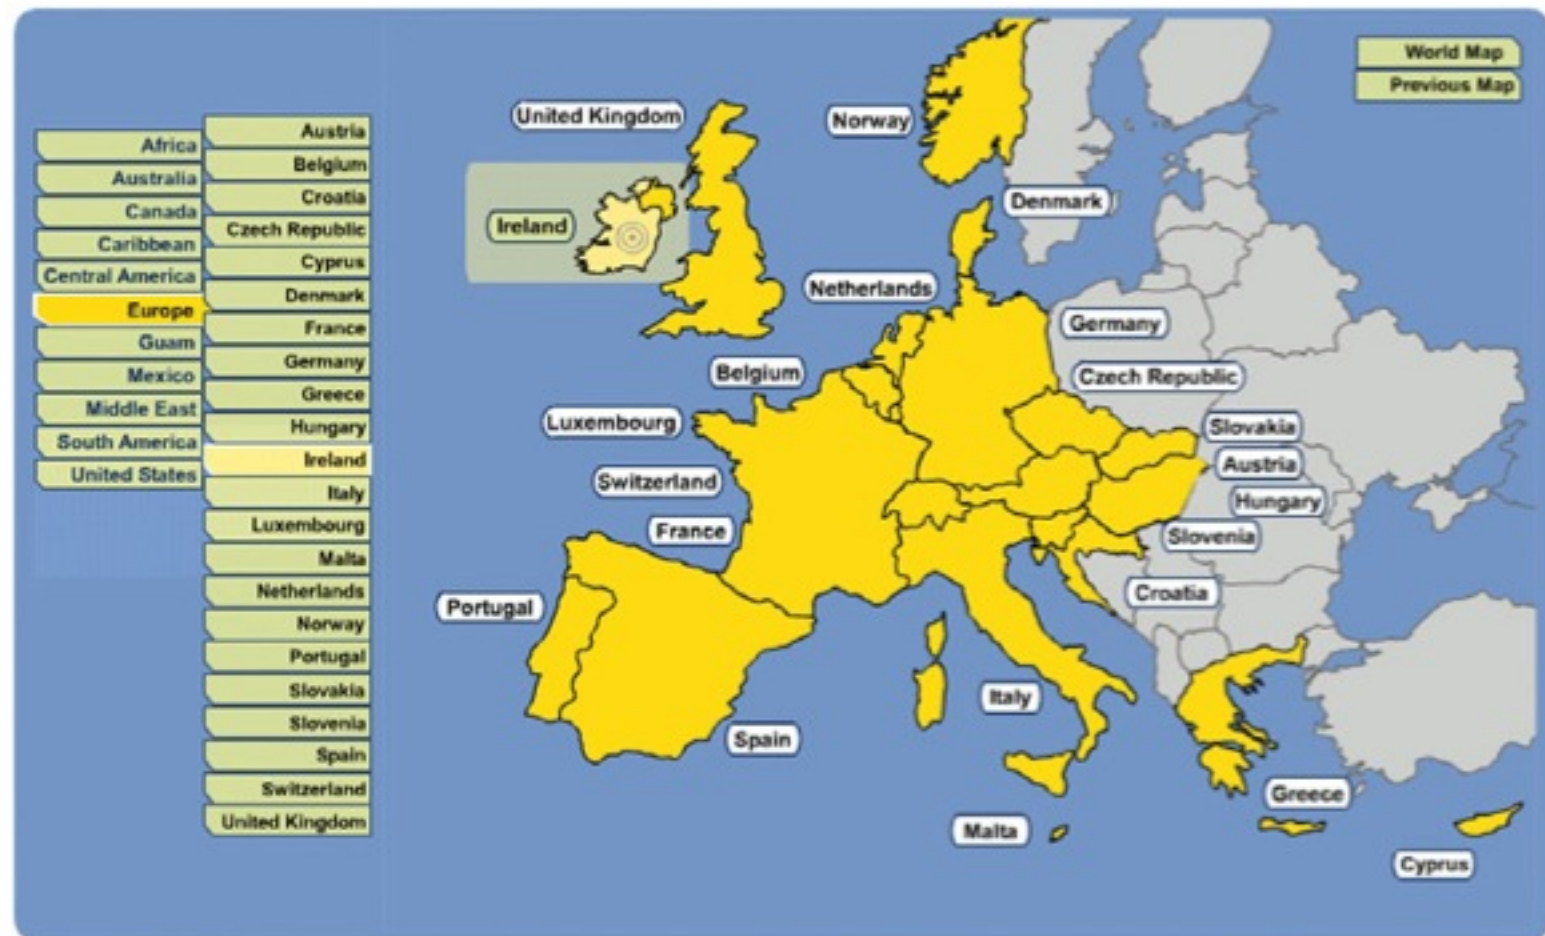 Africa
Australia
Canada
Caribbean
Central America
Europe
Guam
Mexico
Middle East
South America
United States
Austria
Belgium
Croatia
Czech Republic
Cyprus
Denmark
France
Germany
Greece
Hungary
Ireland
Italy
Luxembourg
Malta
Netherlands
Norway
Portugal
Slovakia
Slovenia
Spain
Switzerland
United Kingdom
World Map
Previous Map
United Kingdom
Norway
Denmark
Ireland
Netherlands
Germany
Belgium
Czech Republic
Luxembourg
Slovakia
Austria
Switzerland
Hungary
France
Slovenia
Croatia
Portugal
Italy
Spain
Greece
Malta
Cyprus